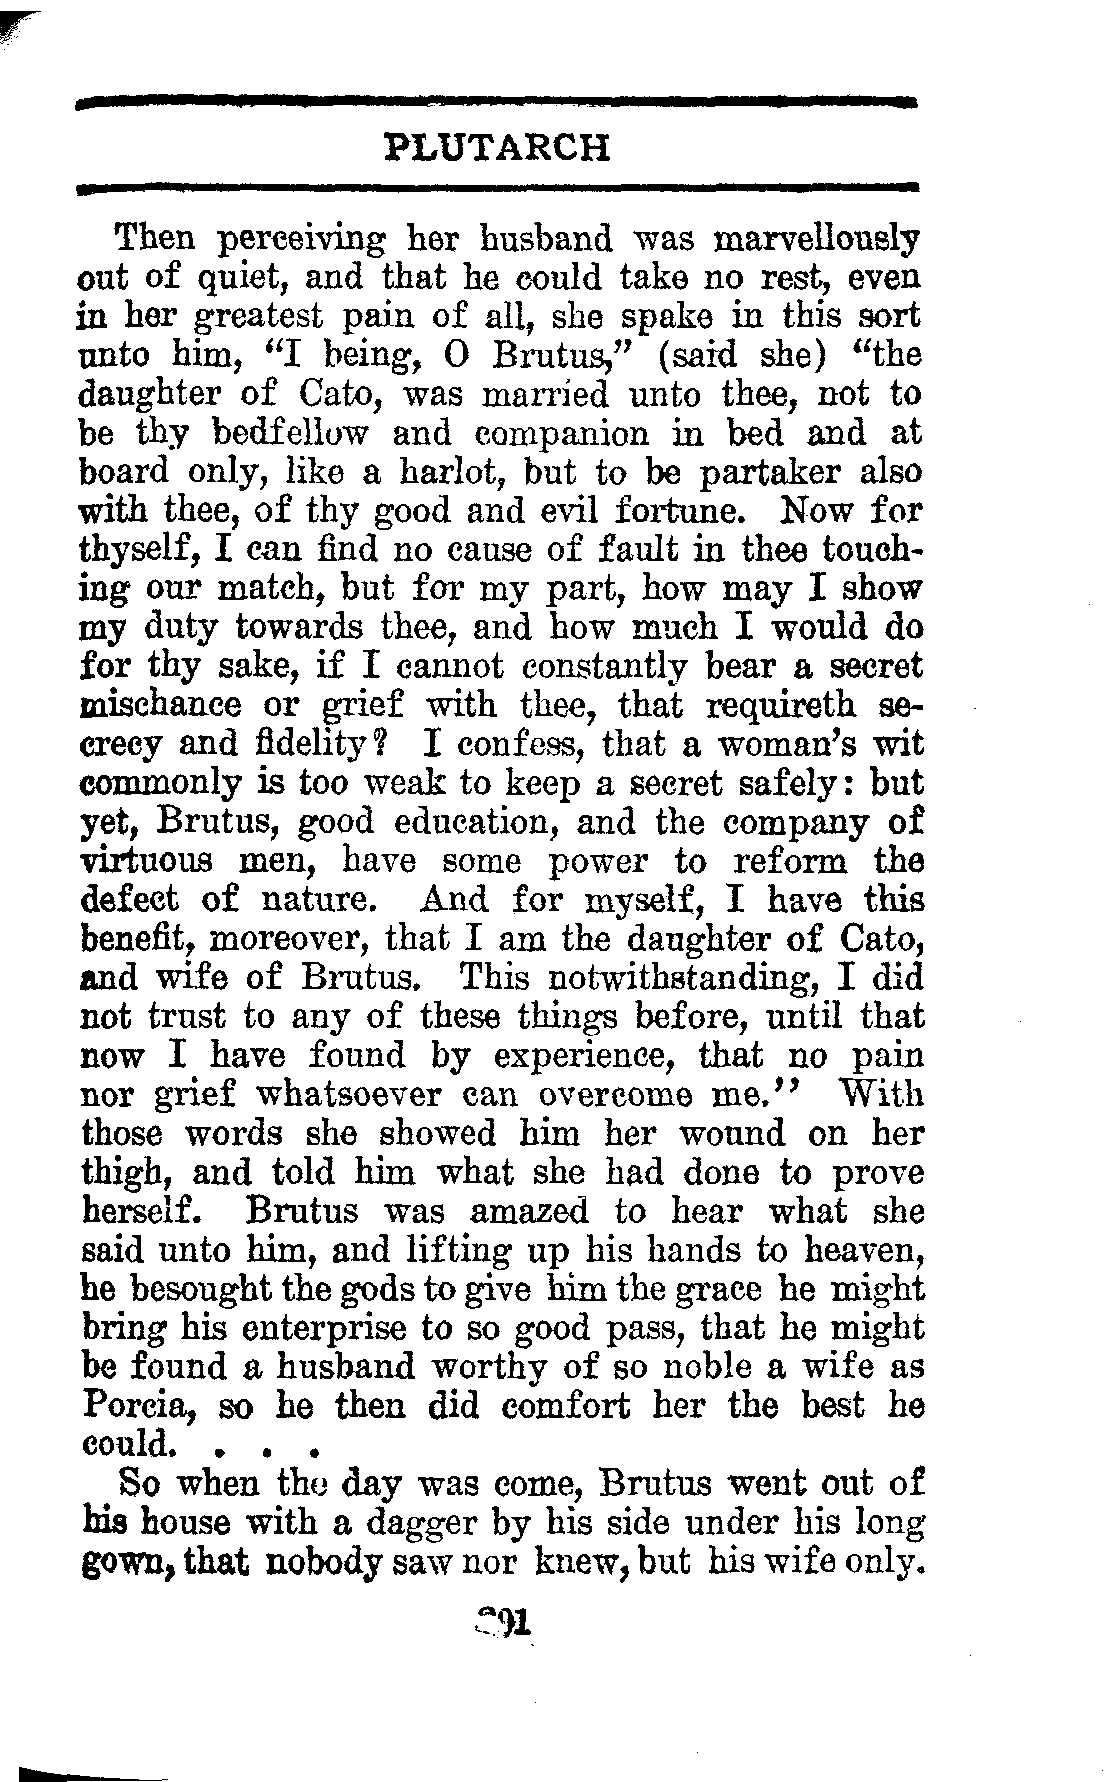 PLUTARCH
Then perceiving her husband was marvellously
out of quiet, and that he could take no rest, even
in her greatest pain of all, she spake in this sort
unto him, “I being, O Brutus,” (said she) “the
daughter of Cato, was married unto thee, not to
be thy bedfellow and companion in bed and at
board only, like a harlot, but to be partaker also
with thee, of thy good and evil fortune. Now for
thyself, I can find no cause of fault in thee touch-
ing our match, but for my part, how may I show
my duty towards thee, and how much I would do
for thy sake, if I cannot constantly bear a secret
mischance or grief with thee, that requireth se-
crecy and fidelity? I confess, that a woman's wit
commonly is too weak to keep a secret safely: but
yet, Brutus, good education, and the company of
virtuous men, have some power to reform the
defect of nature. And for myself, I have this
benefit, moreover, that I am the daughter of Cato,
and wife of Brutus. This notwithstanding, I did
not trust to any of these things before, until that
now I have found by experience, that no pain
nor grief whatsoever can overcome me.'' With
those words she showed him her wound on her
thigh, and told him what she had done to prove
herself. Brutus was amazed to hear what she
said unto him, and lifting up his hands to heaven,
he besought the gods to give him the grace he might
bring his enterprise to so good pass, that he might
be found a husband worthy of so noble a wife as
Porcia, so he then did comfort her the best he
could. . . .
So when the day was come, Brutus went out of
his house with a dagger by his side under his long
gown, that nobody saw nor knew, but his wife only.